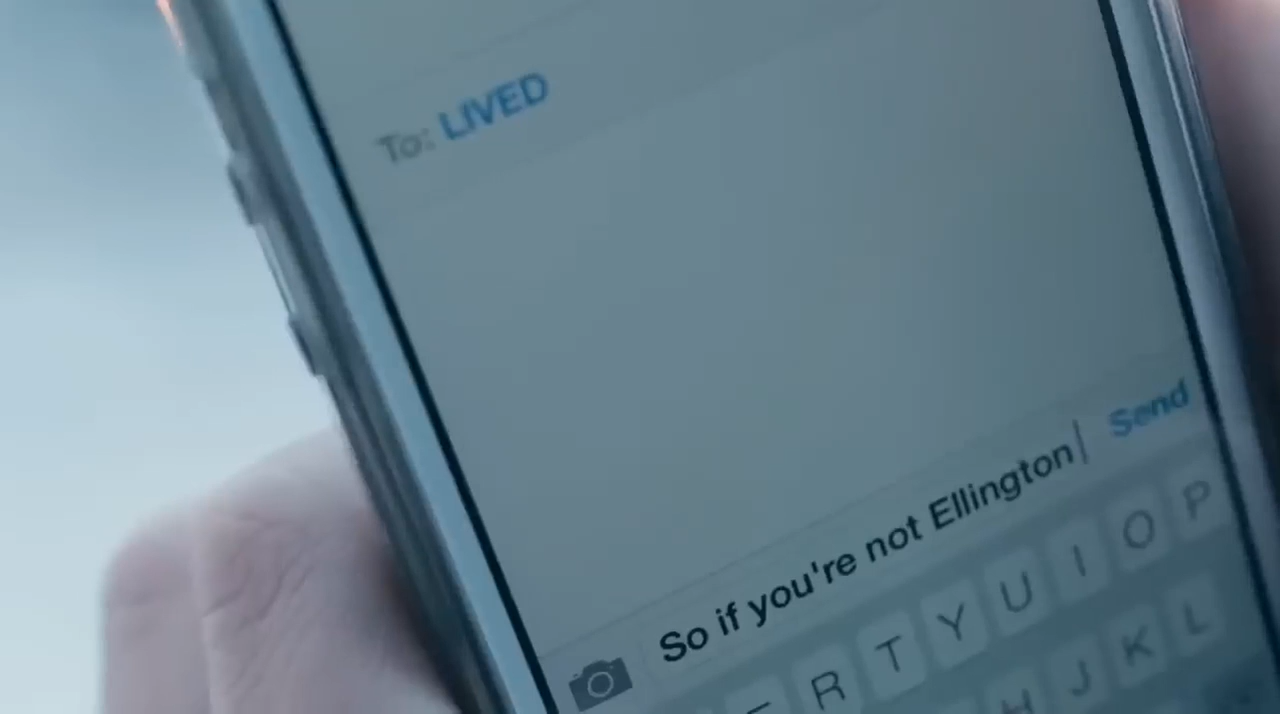 To: LIVED
Send
So if you're not Ellington
R T Y U I O P
H J K L